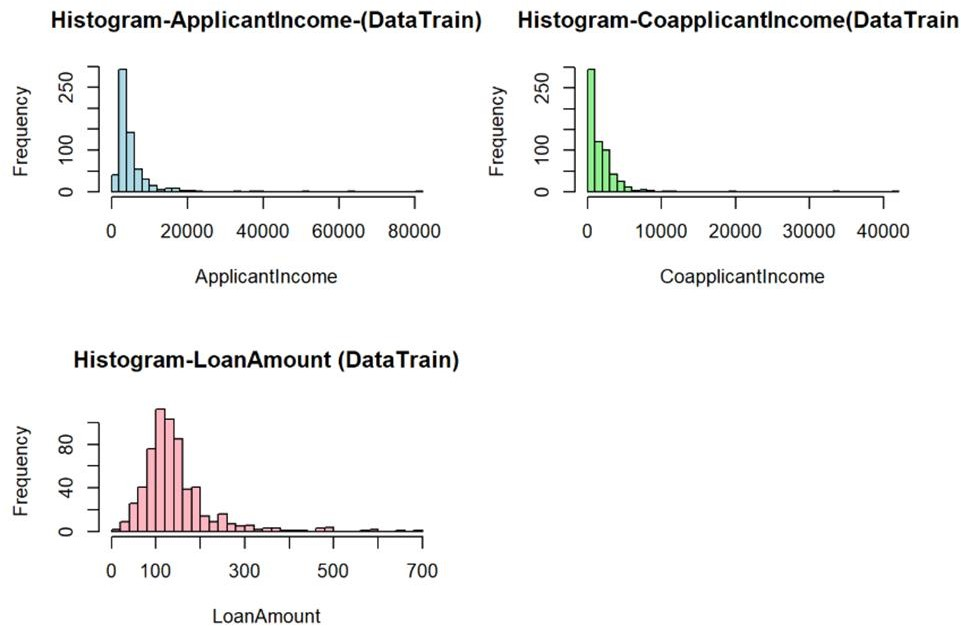 Histogram-ApplicantIncome-(DataTrain)
Frequency
0 100 250
0 20000 40000 60000 80000
ApplicantIncome
Histogram-CoapplicantIncome(DataTrain
Frequency
0 100 250
0 10000 20000 30000 40000
CoapplicantIncome
Histogram-LoanAmount (DataTrain)
Frequency
0 40 80
0 100 300 500 700
LoanAmount